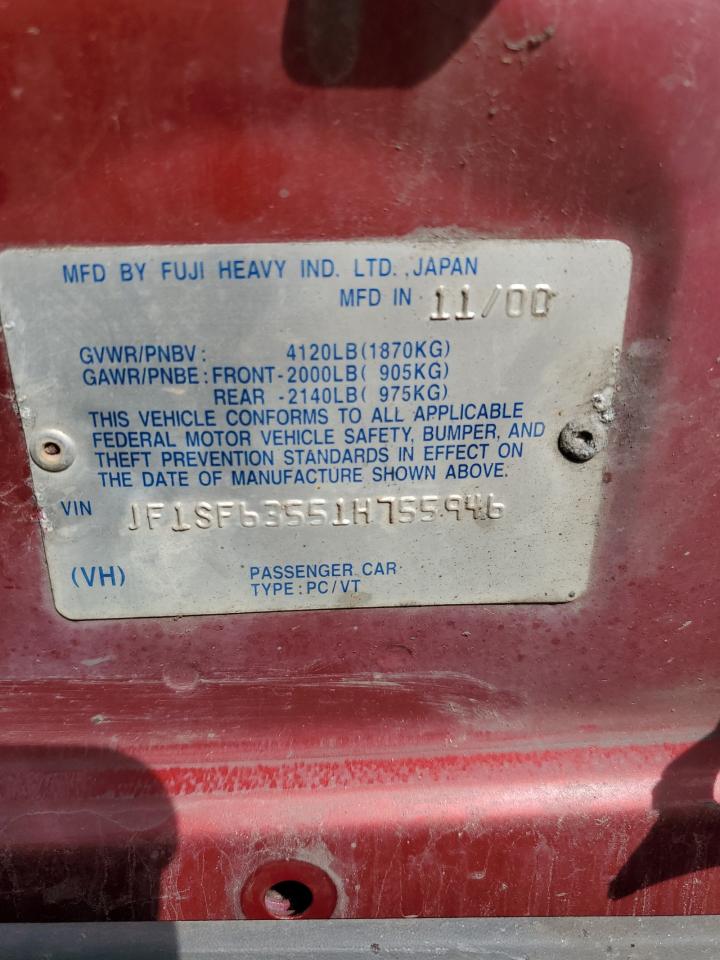 MFD BY FUJI HEAVY IND. LTD. ,JAPAN
MFD IN 11/00
GVWR/PNBV : 4120LB(1870KG)
GAWR/PNBE : FRONT-2000LB( 905KG)
REAR -2140LB( 975KG)
THIS VEHICLE CONFORMS TO ALL APPLICABLE
FEDERAL MOTOR VEHICLE SAFETY, BUMPER, AND
THEFT PREVENTION STANDARDS IN EFFECT ON
THE DATE OF MANUFACTURE SHOWN ABOVE.
VIN JF1SF63551H755946
(VH) PASSENGER CAR
TYPE : PC/VT